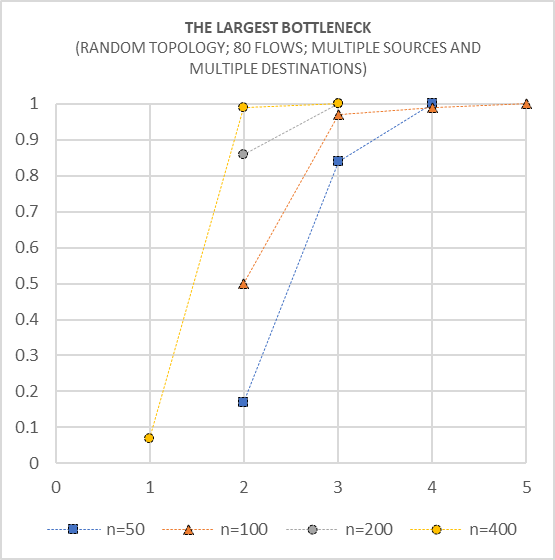 THE LARGEST BOTTLENECK
(RANDOM TOPOLOGY; 80 FLOWS; MULTIPLE SOURCES AND
MULTIPLE DESTINATIONS)
1
0.9
0.8
0.7
0.6
0.5
0.4
0.3
0.2
0.1
0
0 1 2 3 4 5
n=50 n=100 n=200 n=400